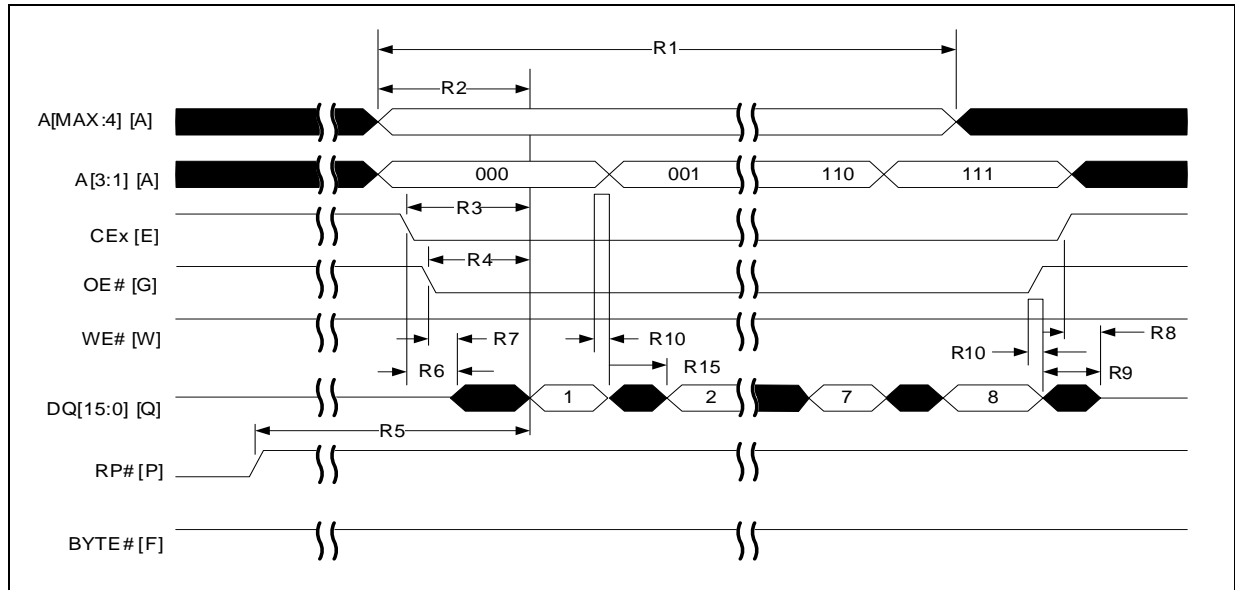 R1
R2
A[MAX:4] [A]
A[3:1] [A] 000 001 110 111
R3
CEx [E]
R4
OE# [G]
WE# [W] R7 R10 R10 R8
R6 R15 R9
DQ[15:0] [Q] 1 2 7 8
R5
RP# [P]
BYTE# [F]